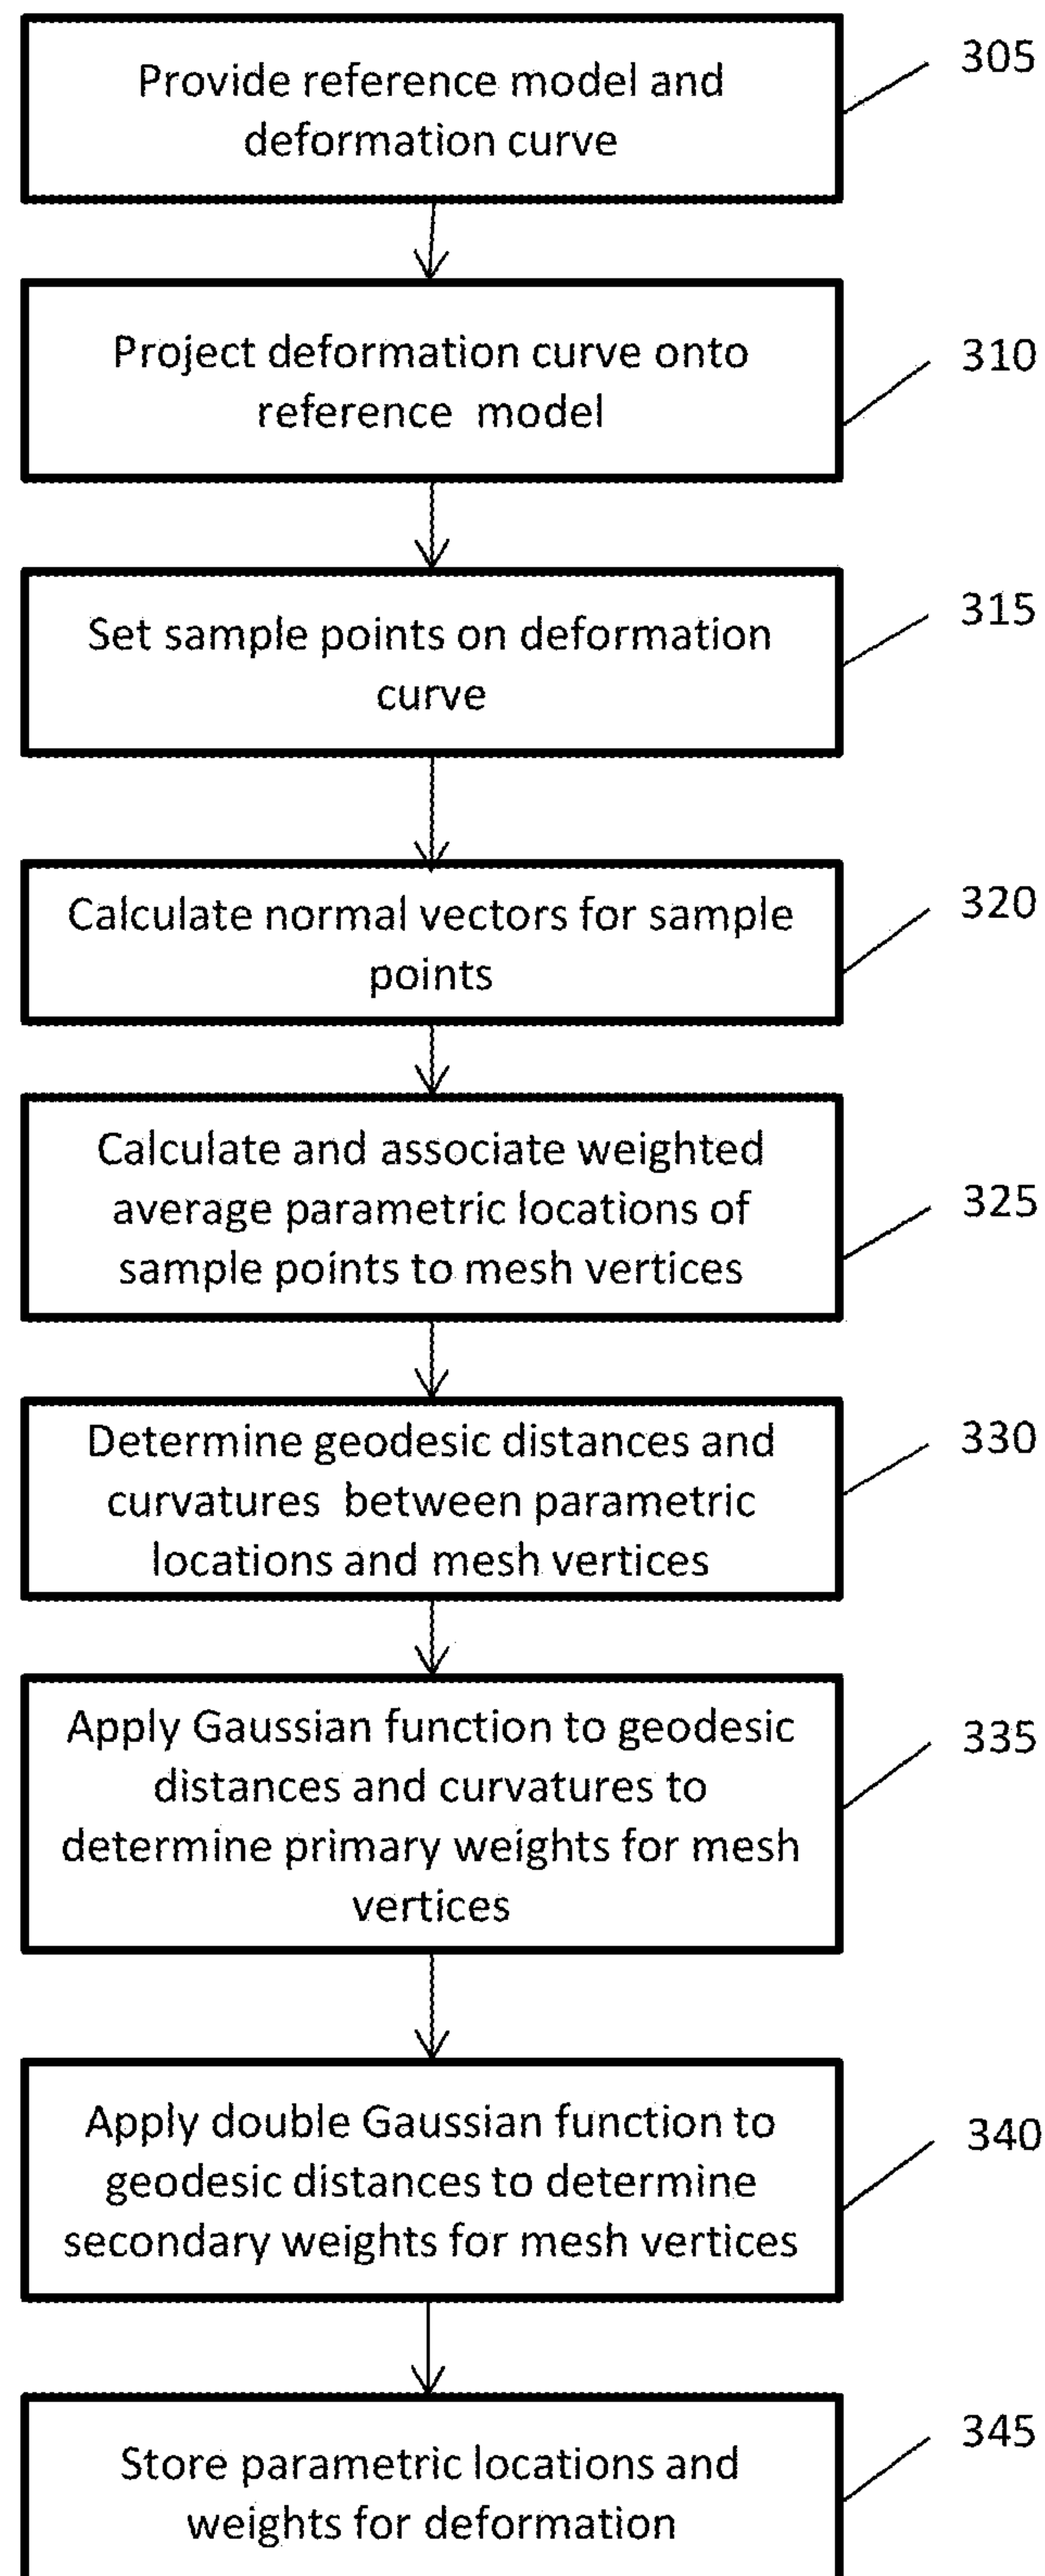 Provide reference model and
deformation curve
305
Project deformation curve onto
reference model
310
Set sample points on deformation
curve
315
Calculate normal vectors for sample
points
320
Calculate and associate weighted
average parametric locations of
sample points to mesh vertices
325
Determine geodesic distances and
curvatures between parametric
locations and mesh vertices
330
Apply Gaussian function to geodesic
distances and curvatures to
determine primary weights for mesh
vertices
335
Apply double Gaussian function to
geodesic distances to determine
secondary weights for mesh vertices
340
Store parametric locations and
weights for deformation
345